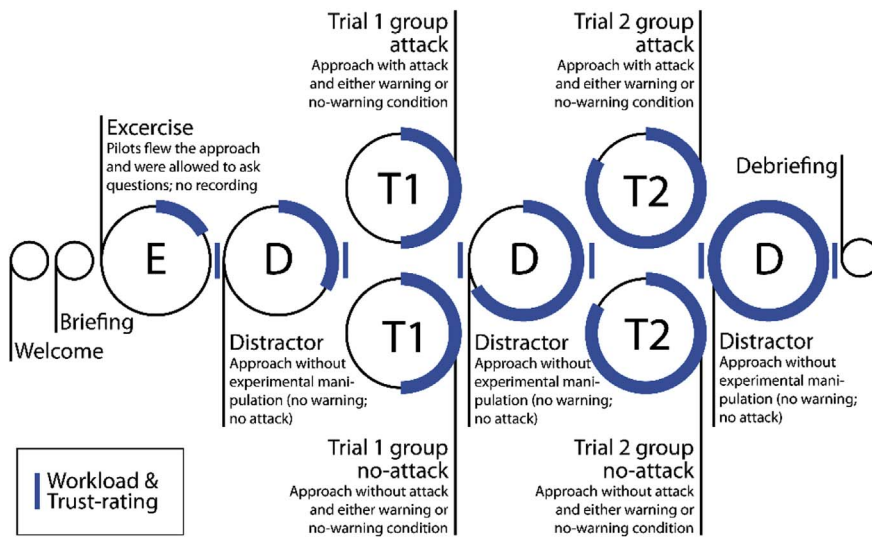 Trial 1 group
attack
Approach with attack
and either warning or
no-warning condition
Trial 2 group
attack
Approach with attack
and either warning or
no-warning condition
Excercise
Pilots flew the approach
and were allowed to ask
questions; no recording
Debriefing
T1
T2
E
D
D
D
T1
T2
Briefing
Welcome
Distractor
Approach without
experimental mani-
pulation (no warning;
no attack)
Distractor
Approach without
experimental mani-
pulation (no warning;
no attack)
Distractor
Approach without
experimental mani-
pulation (no warning;
no attack)
Trial 1 group
no-attack
Approach without attack
and either warning or
no-warning condition
Trial 2 group
no-attack
Approach without attack
and either warning or
no-warning condition
Workload &
Trust-rating